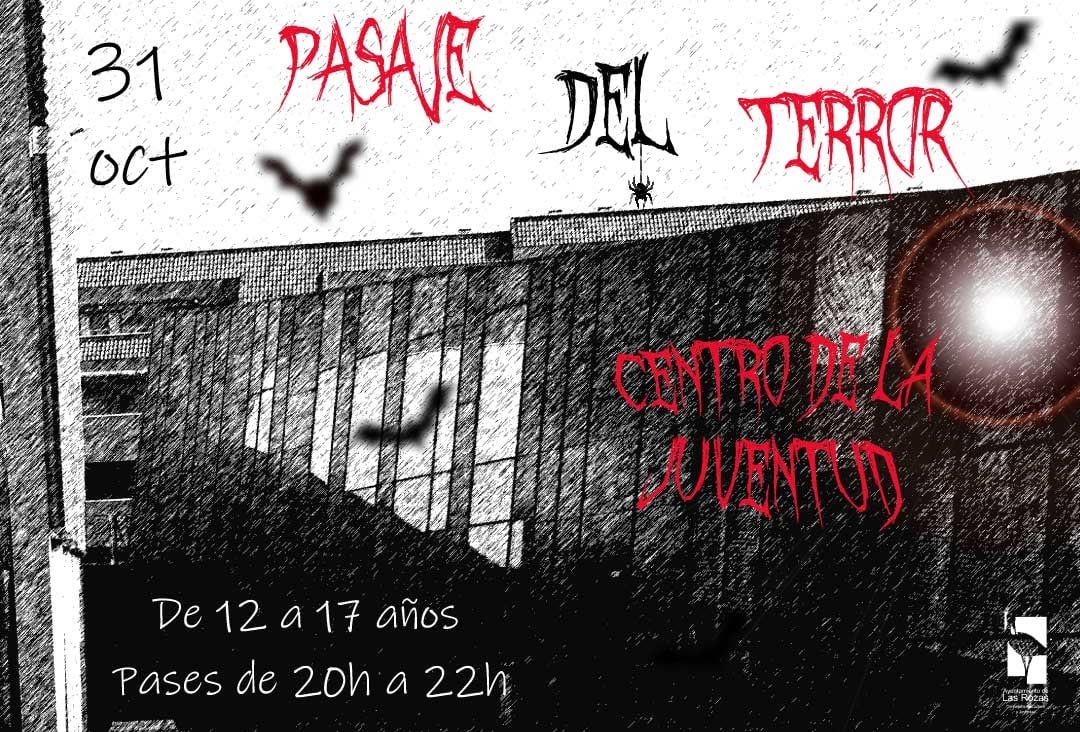 31
oct
PASAJE DEL TERROR
CENTRO DE LA
JUVENTUD
De 12 a 17 años
Pases de 20h a 22h
Ayuntamiento de
Las Rozas